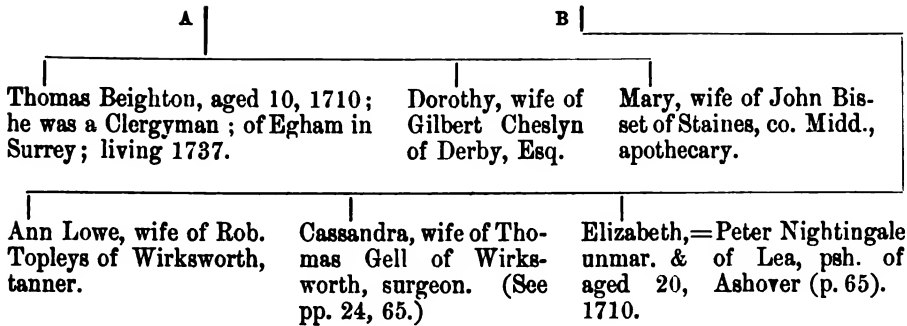 A
B
Thomas Beighton, aged 10, 1710;
he was a Clergyman ; of Egham in
Surrey; living 1737.
Dorothy, wife of
Gilbert Cheslyn
of Derby, Esq.
Mary, wife of John Bis-
set of Staines, co. Midd.,
apothecary.
Ann Lowe, wife of Rob.
Topleys of Wirksworth,
tanner.
Cassandra, wife of Tho-
mas Gell of Wirks-
worth, surgeon. (See
pp. 24, 65.)
Elizabeth,=Peter Nightingale
unmar. & of Lea, psh. of
aged 20, Ashover (p. 65).
1710.